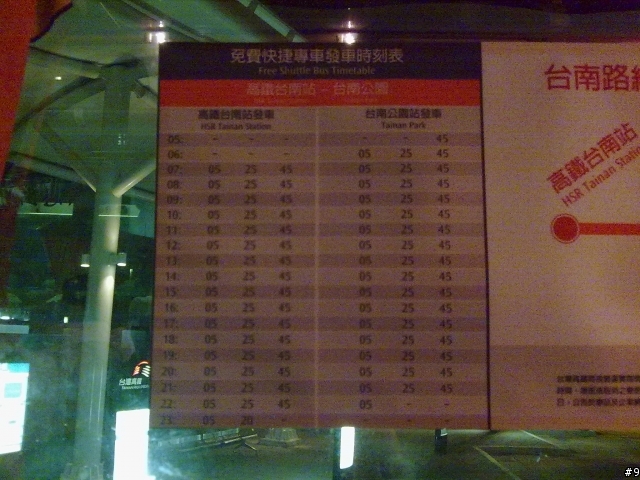 免費快捷專車發車時刻表
Free Shuttle Bus Timetable
高鐵台南站 – 台南公園
高鐵台南站發車 台南公園站發車
HSR Tainan Station Tainan Park
05: - - - - - 45
06: - - - 05 25 45
07: 05 25 45 05 25 45
08: 05 25 45 05 25 45
09: 05 25 45 05 25 45
10: 05 25 45 05 25 45
11: 05 25 45 05 25 45
12: 05 25 45 05 25 45
13: 05 25 45 05 25 45
14: 05 25 45 05 25 45
15: 05 25 45 05 25 45
16: 05 25 45 05 25 45
17: 05 25 45 05 25 45
18: 05 25 45 05 25 45
19: 05 25 45 05 25 45
20: 05 25 45 05 25 45
21: 05 25 45 05 25 45
22: 05 25 45 05 - -
23: 05 20 - - - -
台南路線
高鐵台南站
HSR Tainan Statio
台灣高鐵
#9